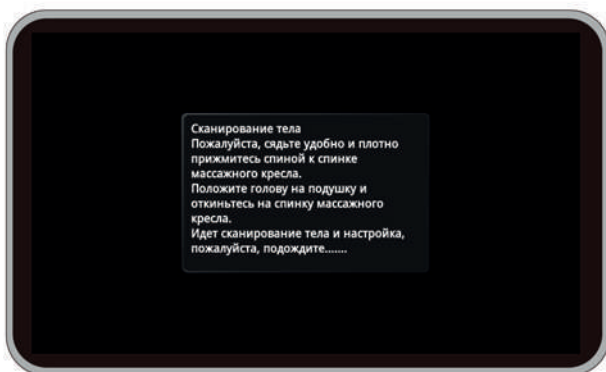 Сканирование тела
Пожалуйста, сядьте удобно и плотно
прижмитесь спиной к спинке
массажного кресла.
Положите голову на подушку и
откиньтесь на спинку массажного
кресла.
Идет сканирование тела и настройка,
пожалуйста, подождите.......